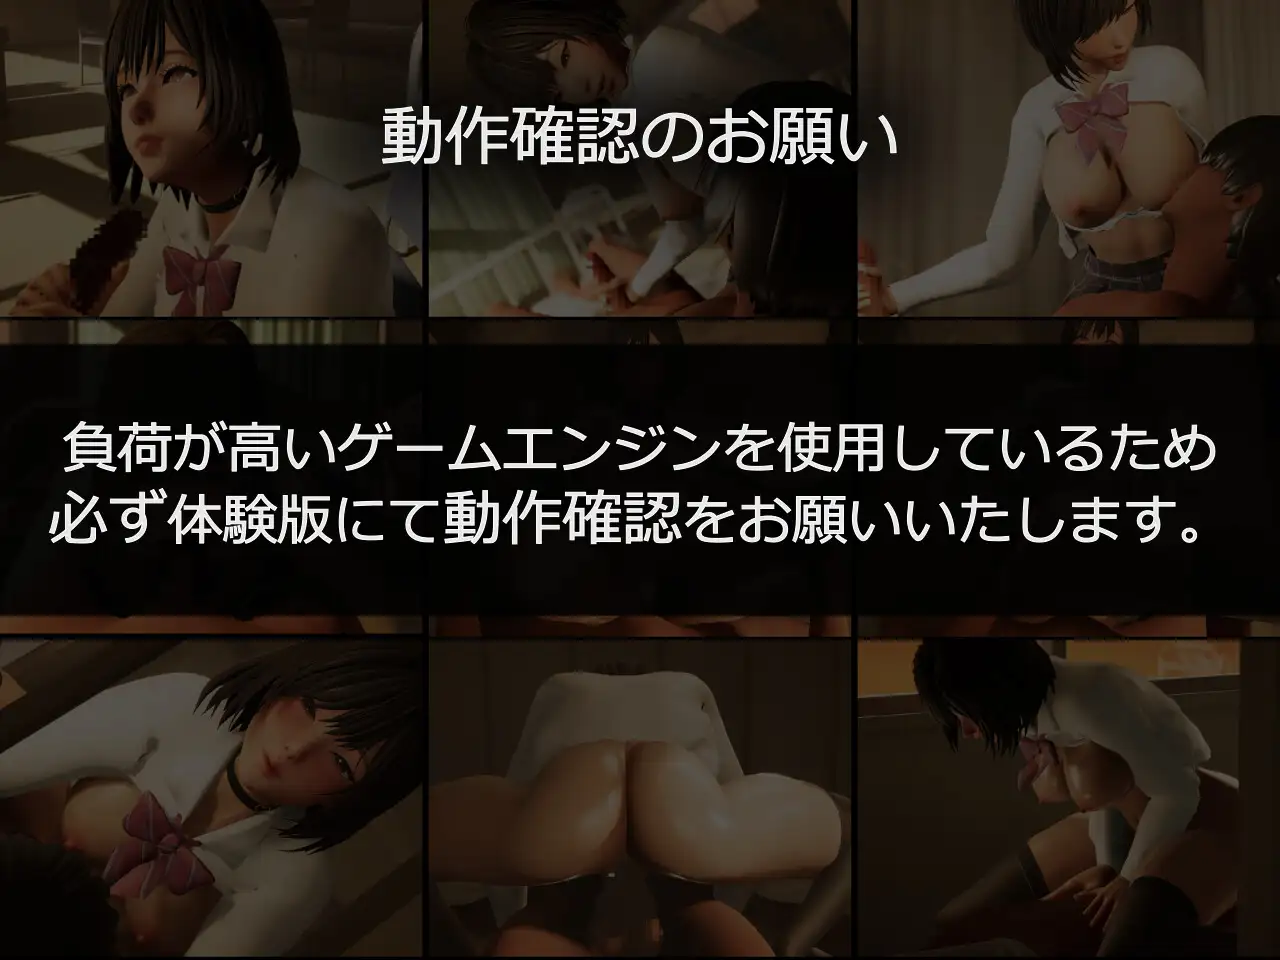 動作確認のお願い
負荷が高いゲームエンジンを使用しているため
必ず体験版にて動作確認をお願いいたします。